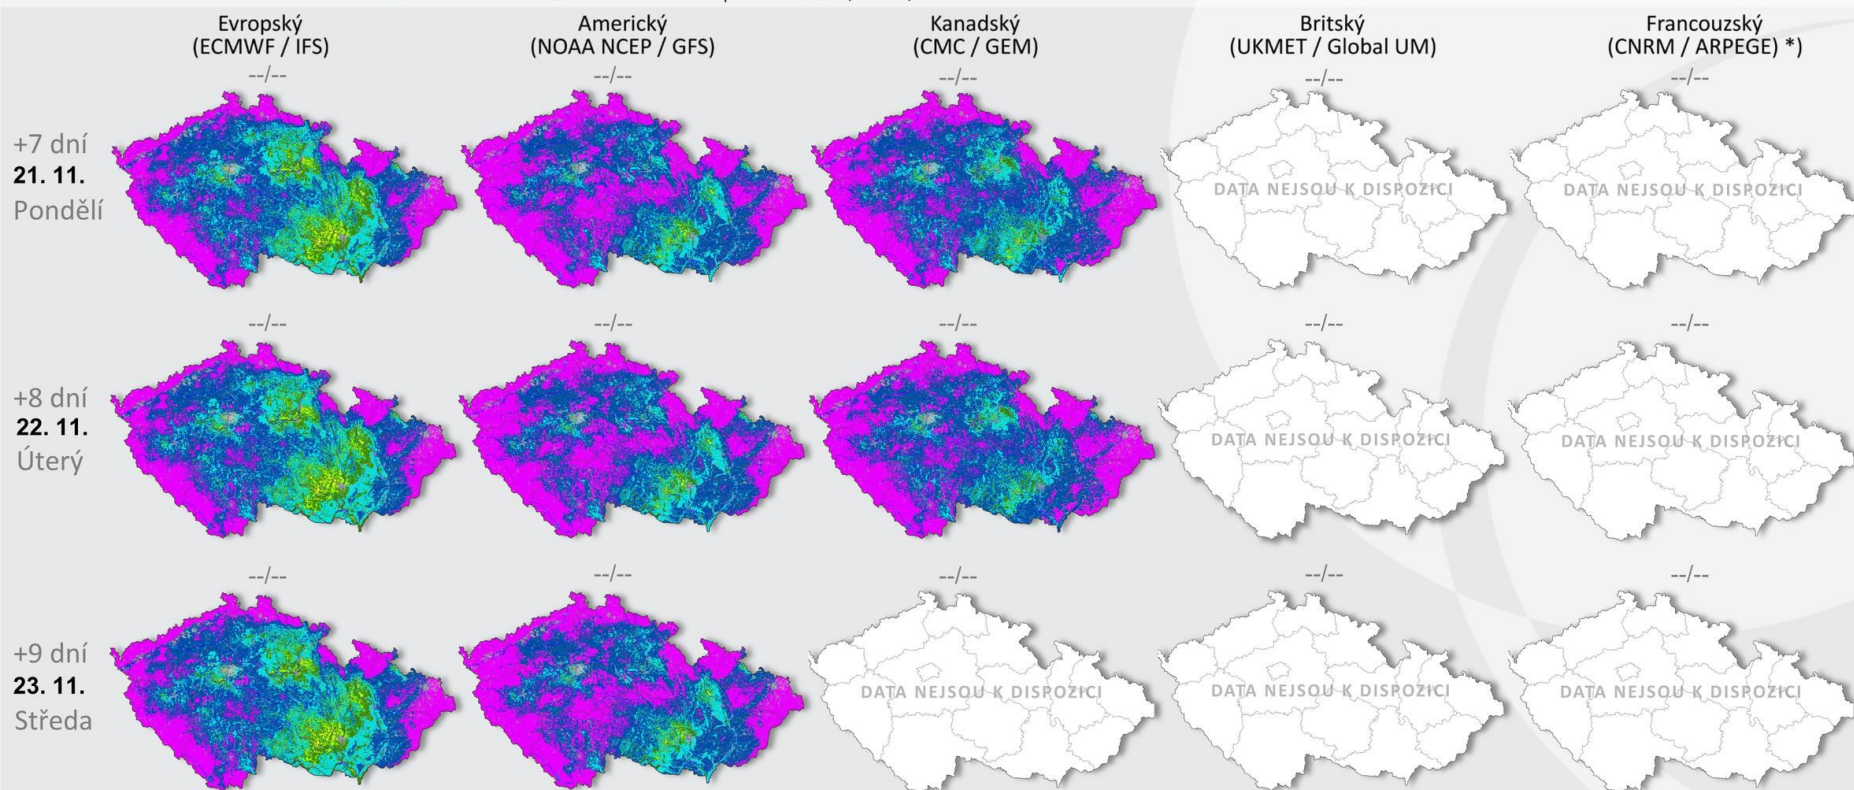 Evropský
(ECMWF / IFS)
Americký
(NOAA NCEP / GFS)
Kanadský
(CMC / GEM)
Britský
(UKMET / Global UM)
Francouzský
(CNRM / ARPEGE) *)
--/--
--/--
--/--
--/--
--/--
+7 dní
21. 11.
Pondělí
DATA NEJSOU K DISPOZICI
DATA NEJSOU K DISPOZICI
--/--
--/--
--/--
--/--
--/--
+8 dní
22. 11.
Úterý
DATA NEJSOU K DISPOZICI
DATA NEJSOU K DISPOZICI
--/--
--/--
--/--
--/--
--/--
+9 dní
23. 11.
Středa
DATA NEJSOU K DISPOZICI
DATA NEJSOU K DISPOZICI
DATA NEJSOU K DISPOZICI